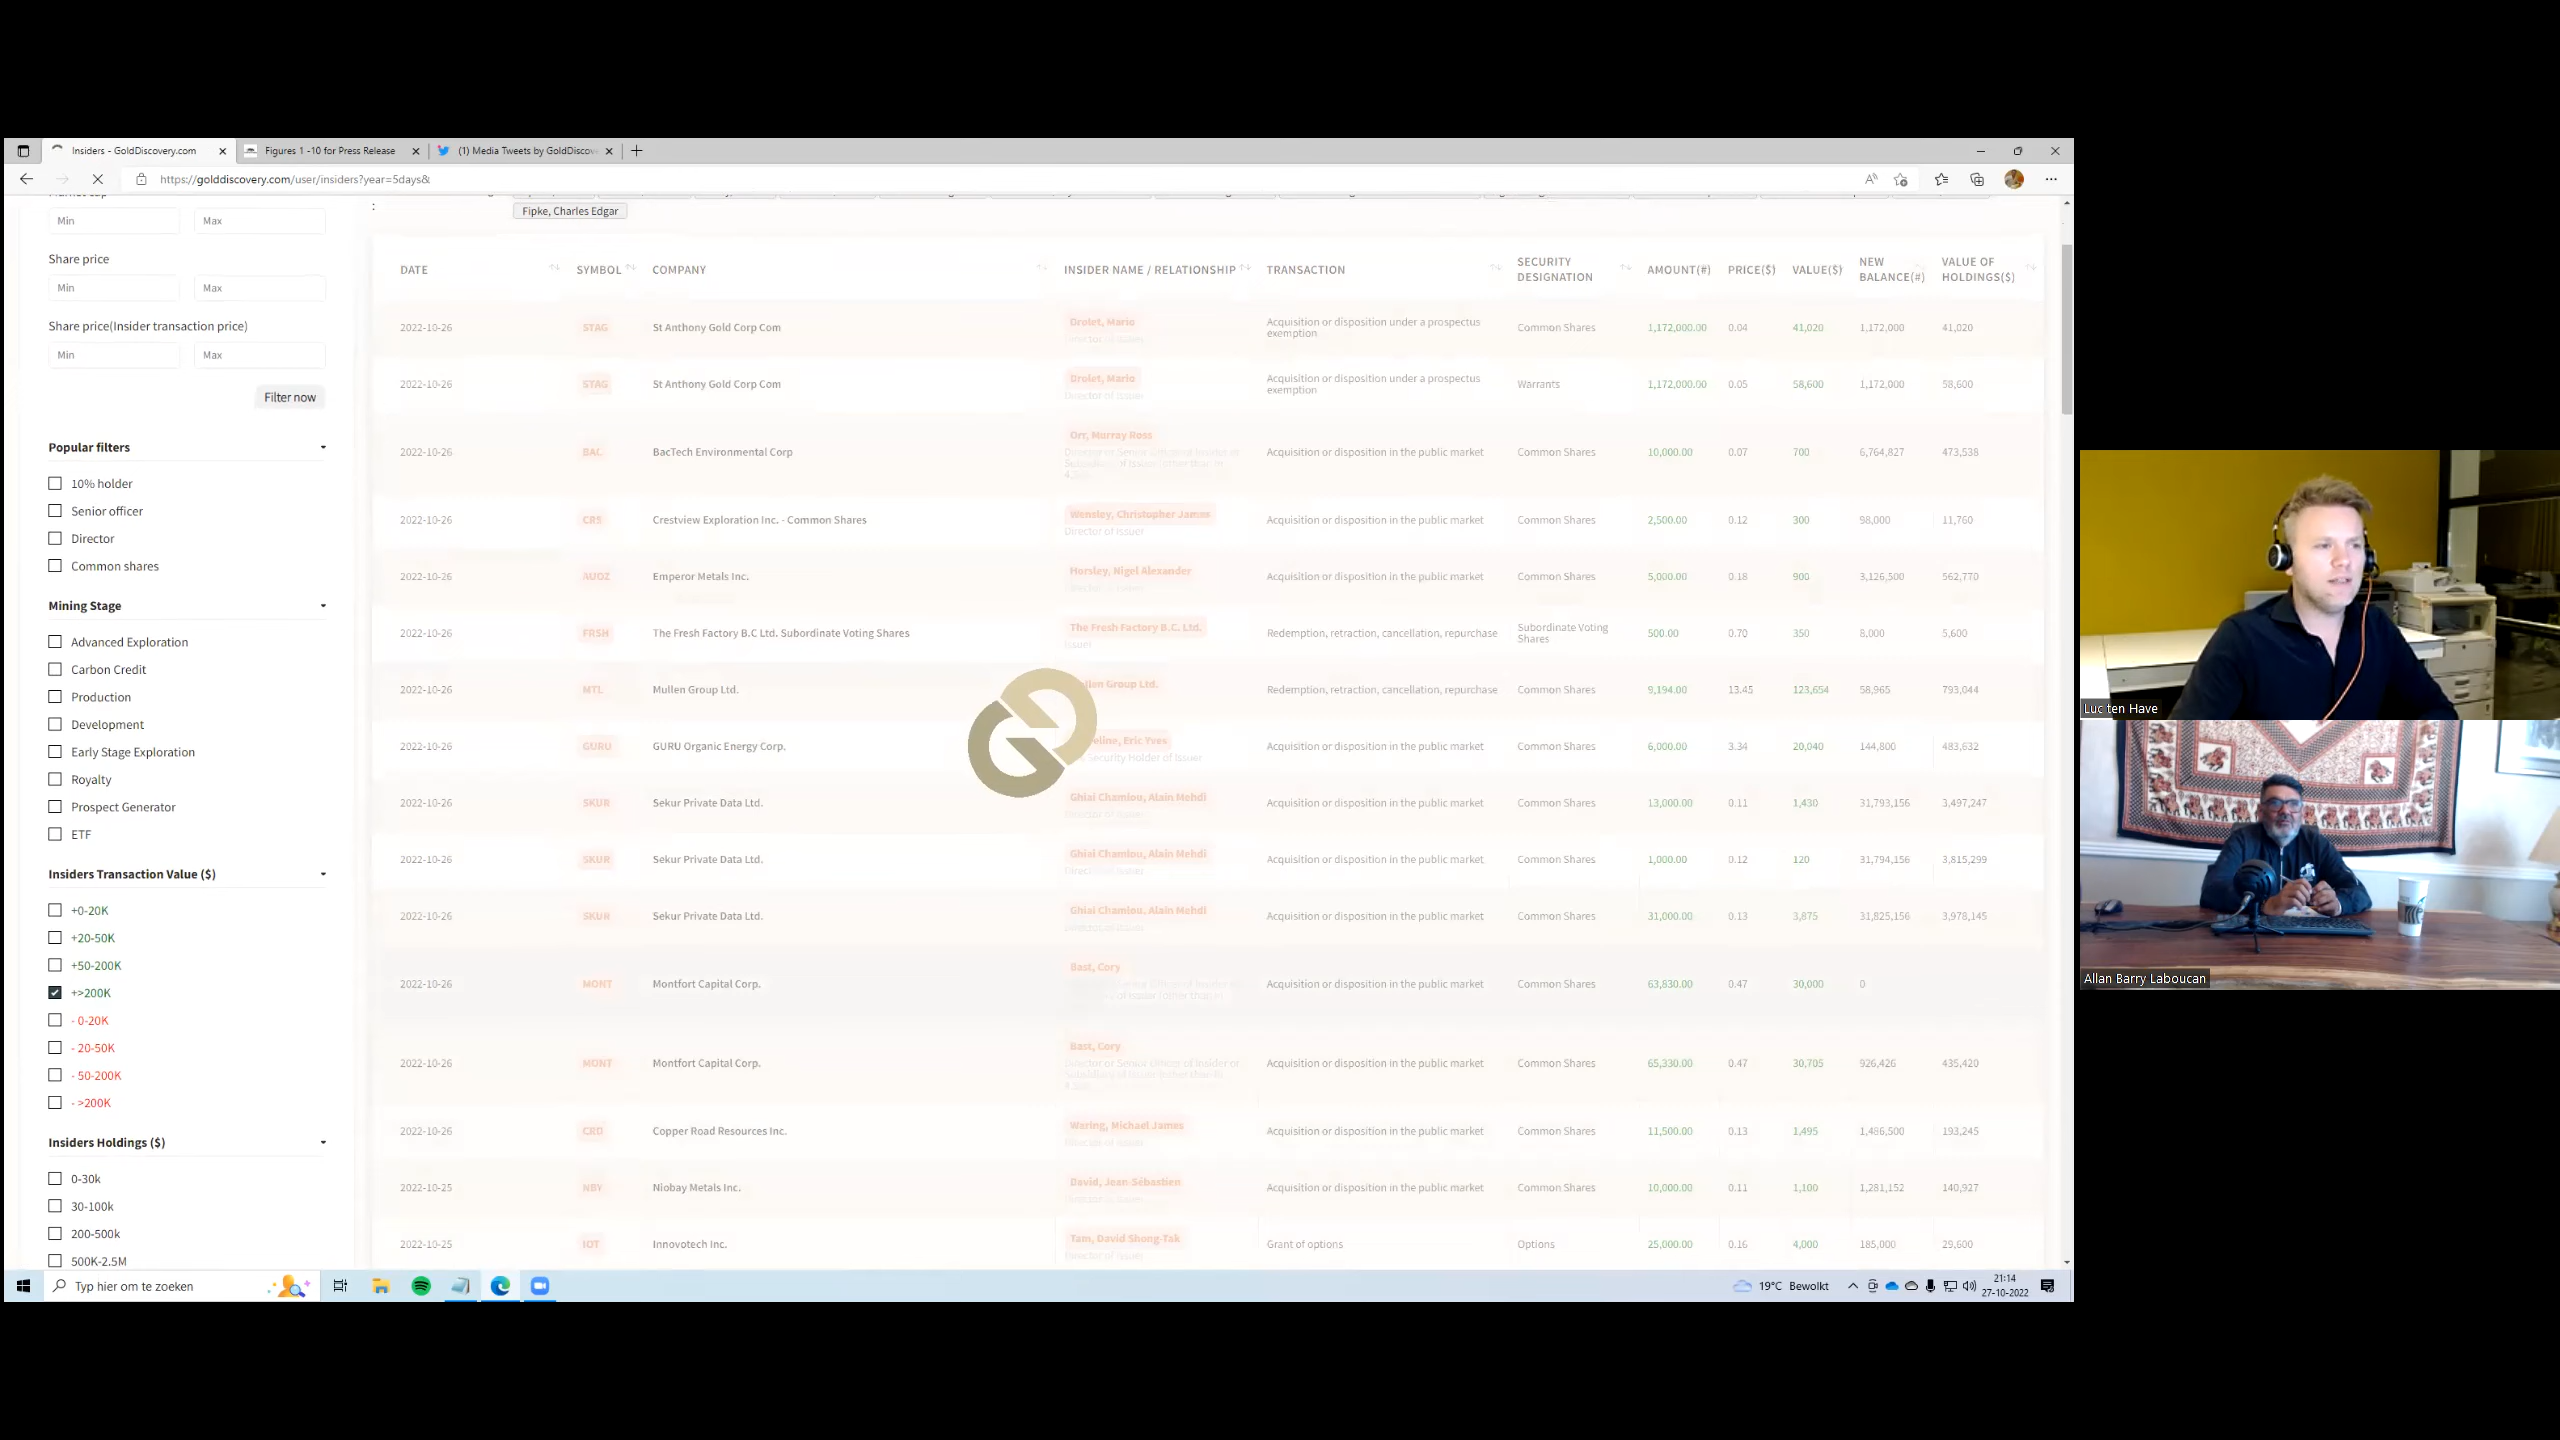 Insiders - GoldDiscovery.com
Figures 1 -10 for Press Release
(1) Media Tweets by GoldDiscov
https://golddiscovery.com/user/insiders?year=5days&
Min Max
Share price
Min Max
Share price(Insider transaction price)
Min Max
Filter now
Popular filters
10% holder
Senior officer
Director
Common shares
Mining Stage
Advanced Exploration
Carbon Credit
Production
Development
Early Stage Exploration
Royalty
Prospect Generator
ETF
Insiders Transaction Value ($)
+0-20K
+20-50K
+50-200K
+>200K
- 0-20K
- 20-50K
- 50-200K
- >200K
Insiders Holdings ($)
0-30k
30-100k
200-500k
500K-2.5M
:
Fipke, Charles Edgar
DATE SYMBOL COMPANY INSIDER NAME / RELATIONSHIP TRANSACTION SECURITY DESIGNATION AMOUNT(#) PRICE($) VALUE($) NEW BALANCE(#) VALUE OF HOLDINGS($)
2022-10-26 STAG St Anthony Gold Corp Com Drolet, Mario Director of Issuer Acquisition or disposition under a prospectus exemption Common Shares 1,172,000.00 0.04 41,020 1,172,000 41,020
2022-10-26 STAG St Anthony Gold Corp Com Drolet, Mario Director of Issuer Acquisition or disposition under a prospectus exemption Warrants 1,172,000.00 0.05 58,600 1,172,000 58,600
2022-10-26 BAC BacTech Environmental Corp Orr, Murray Ross Acquisition or disposition in the public market Common Shares 10,000.00 0.07 700 6,764,827 473,538
2022-10-26 CRS Crestview Exploration Inc. - Common Shares Wensley, Christopher James Director of Issuer Acquisition or disposition in the public market Common Shares 2,500.00 0.12 300 98,000 11,760
2022-10-26 AUOZ Emperor Metals Inc. Horsley, Nigel Alexander Acquisition or disposition in the public market Common Shares 5,000.00 0.18 900 3,126,500 562,770
2022-10-26 FRSH The Fresh Factory B.C Ltd. Subordinate Voting Shares The Fresh Factory B.C. Ltd. Issuer Redemption, retraction, cancellation, repurchase Subordinate Voting Shares 500.00 0.70 350 8,000 5,600
2022-10-26 MTL Mullen Group Ltd. Group Ltd. Redemption, retraction, cancellation, repurchase Common Shares 9,194.00 13.45 123,654 58,965 793,044
2022-10-26 GURU GURU Organic Energy Corp. Eric Yves Security Holder of Issuer Acquisition or disposition in the public market Common Shares 6,000.00 3.34 20,040 144,800 483,632
2022-10-26 SKUR Sekur Private Data Ltd. Ghiai Chamlou, Alain Mehdi Acquisition or disposition in the public market Common Shares 13,000.00 0.11 1,430 31,793,156 3,497,247
2022-10-26 SKUR Sekur Private Data Ltd. Ghiai Chamlou, Alain Mehdi Acquisition or disposition in the public market Common Shares 1,000.00 0.12 120 31,794,156 3,815,299
2022-10-26 SKUR Sekur Private Data Ltd. Ghiai Chamlou, Alain Mehdi Acquisition or disposition in the public market Common Shares 31,000.00 0.13 3,875 31,825,156 3,978,145
2022-10-26 MONT Montfort Capital Corp. Bast, Cory Acquisition or disposition in the public market Common Shares 63,830.00 0.47 30,000 0
2022-10-26 MONT Montfort Capital Corp. Bast, Cory Acquisition or disposition in the public market Common Shares 65,330.00 0.47 30,705 926,426 435,420
2022-10-26 CRD Copper Road Resources Inc. Waring, Michael James Acquisition or disposition in the public market Common Shares 11,500.00 0.13 1,495 1,486,500 193,245
2022-10-25 NBY Niobay Metals Inc. David, Jean-Sébastien Acquisition or disposition in the public market Common Shares 10,000.00 0.11 1,100 1,281,152 140,927
2022-10-25 IOT Innovotech Inc. Tam, David Shong-Tak Grant of options Options 25,000.00 0.16 4,000 185,000 29,600
Luc ten Have
Allan Barry Laboucan
Typ hier om te zoeken
19°C Bewolkt
21:14
27-10-2022